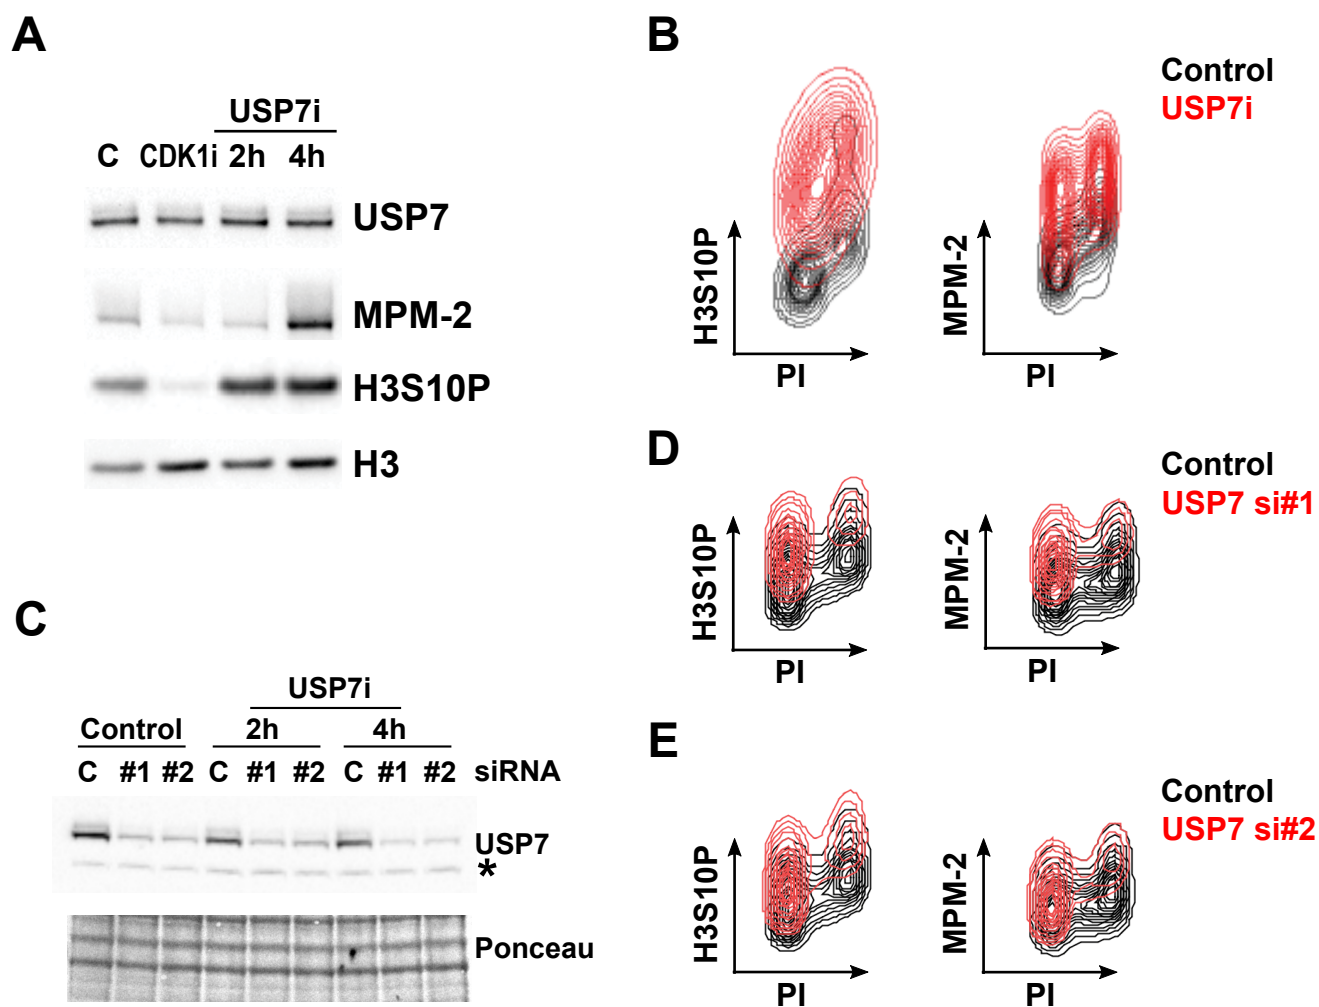 A
USP7i
C CDK1i 2h 4h
USP7
MPM-2
H3S10P
H3
B
Control
USP7i
H3S10P
PI
MPM-2
PI
C
USP7i
Control 2h 4h
C #1 #2 C #1 #2 C #1 #2 siRNA
USP7
*
Ponceau
D
Control
USP7 si#1
H3S10P
PI
MPM-2
PI
E
Control
USP7 si#2
H3S10P
PI
MPM-2
PI